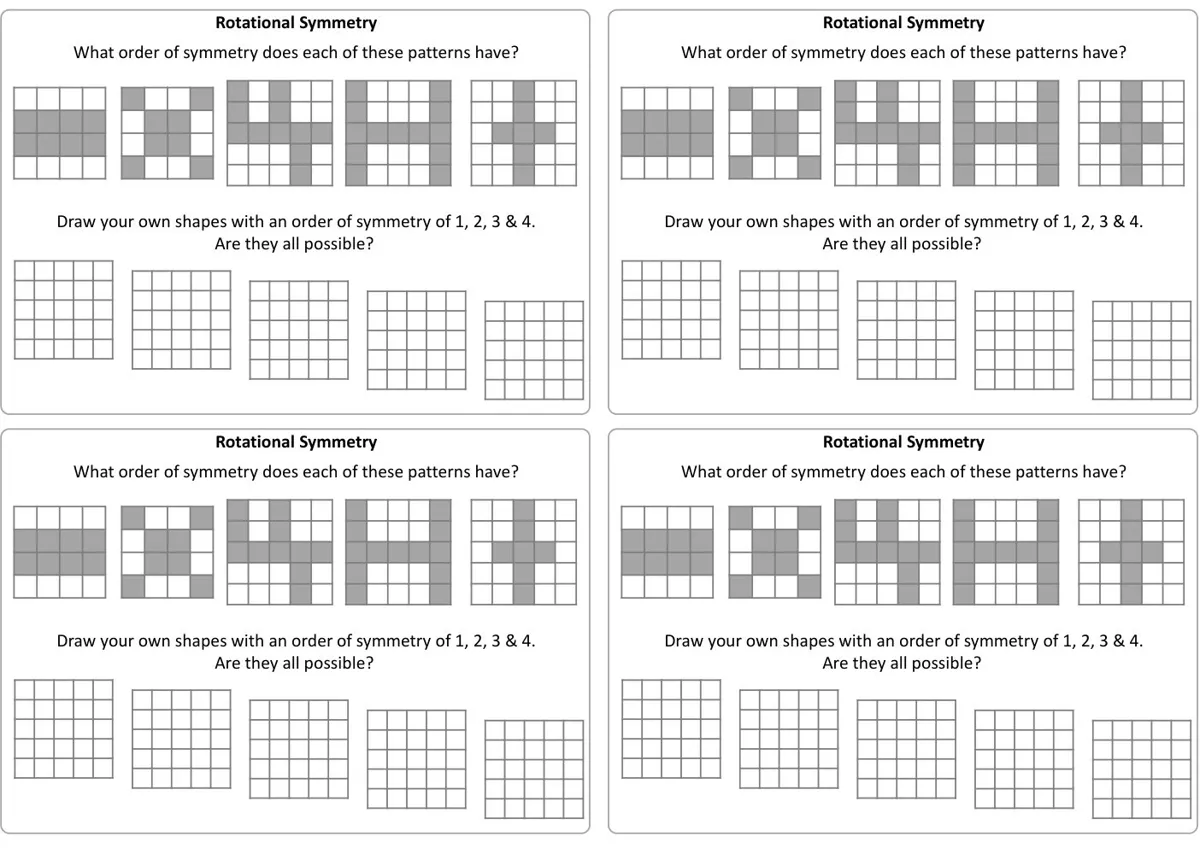 Rotational Symmetry
What order of symmetry does each of these patterns have?
Draw your own shapes with an order of symmetry of 1, 2, 3 & 4.
Are they all possible?
Rotational Symmetry
What order of symmetry does each of these patterns have?
Draw your own shapes with an order of symmetry of 1, 2, 3 & 4.
Are they all possible?
Rotational Symmetry
What order of symmetry does each of these patterns have?
Draw your own shapes with an order of symmetry of 1, 2, 3 & 4.
Are they all possible?
Rotational Symmetry
What order of symmetry does each of these patterns have?
Draw your own shapes with an order of symmetry of 1, 2, 3 & 4.
Are they all possible?